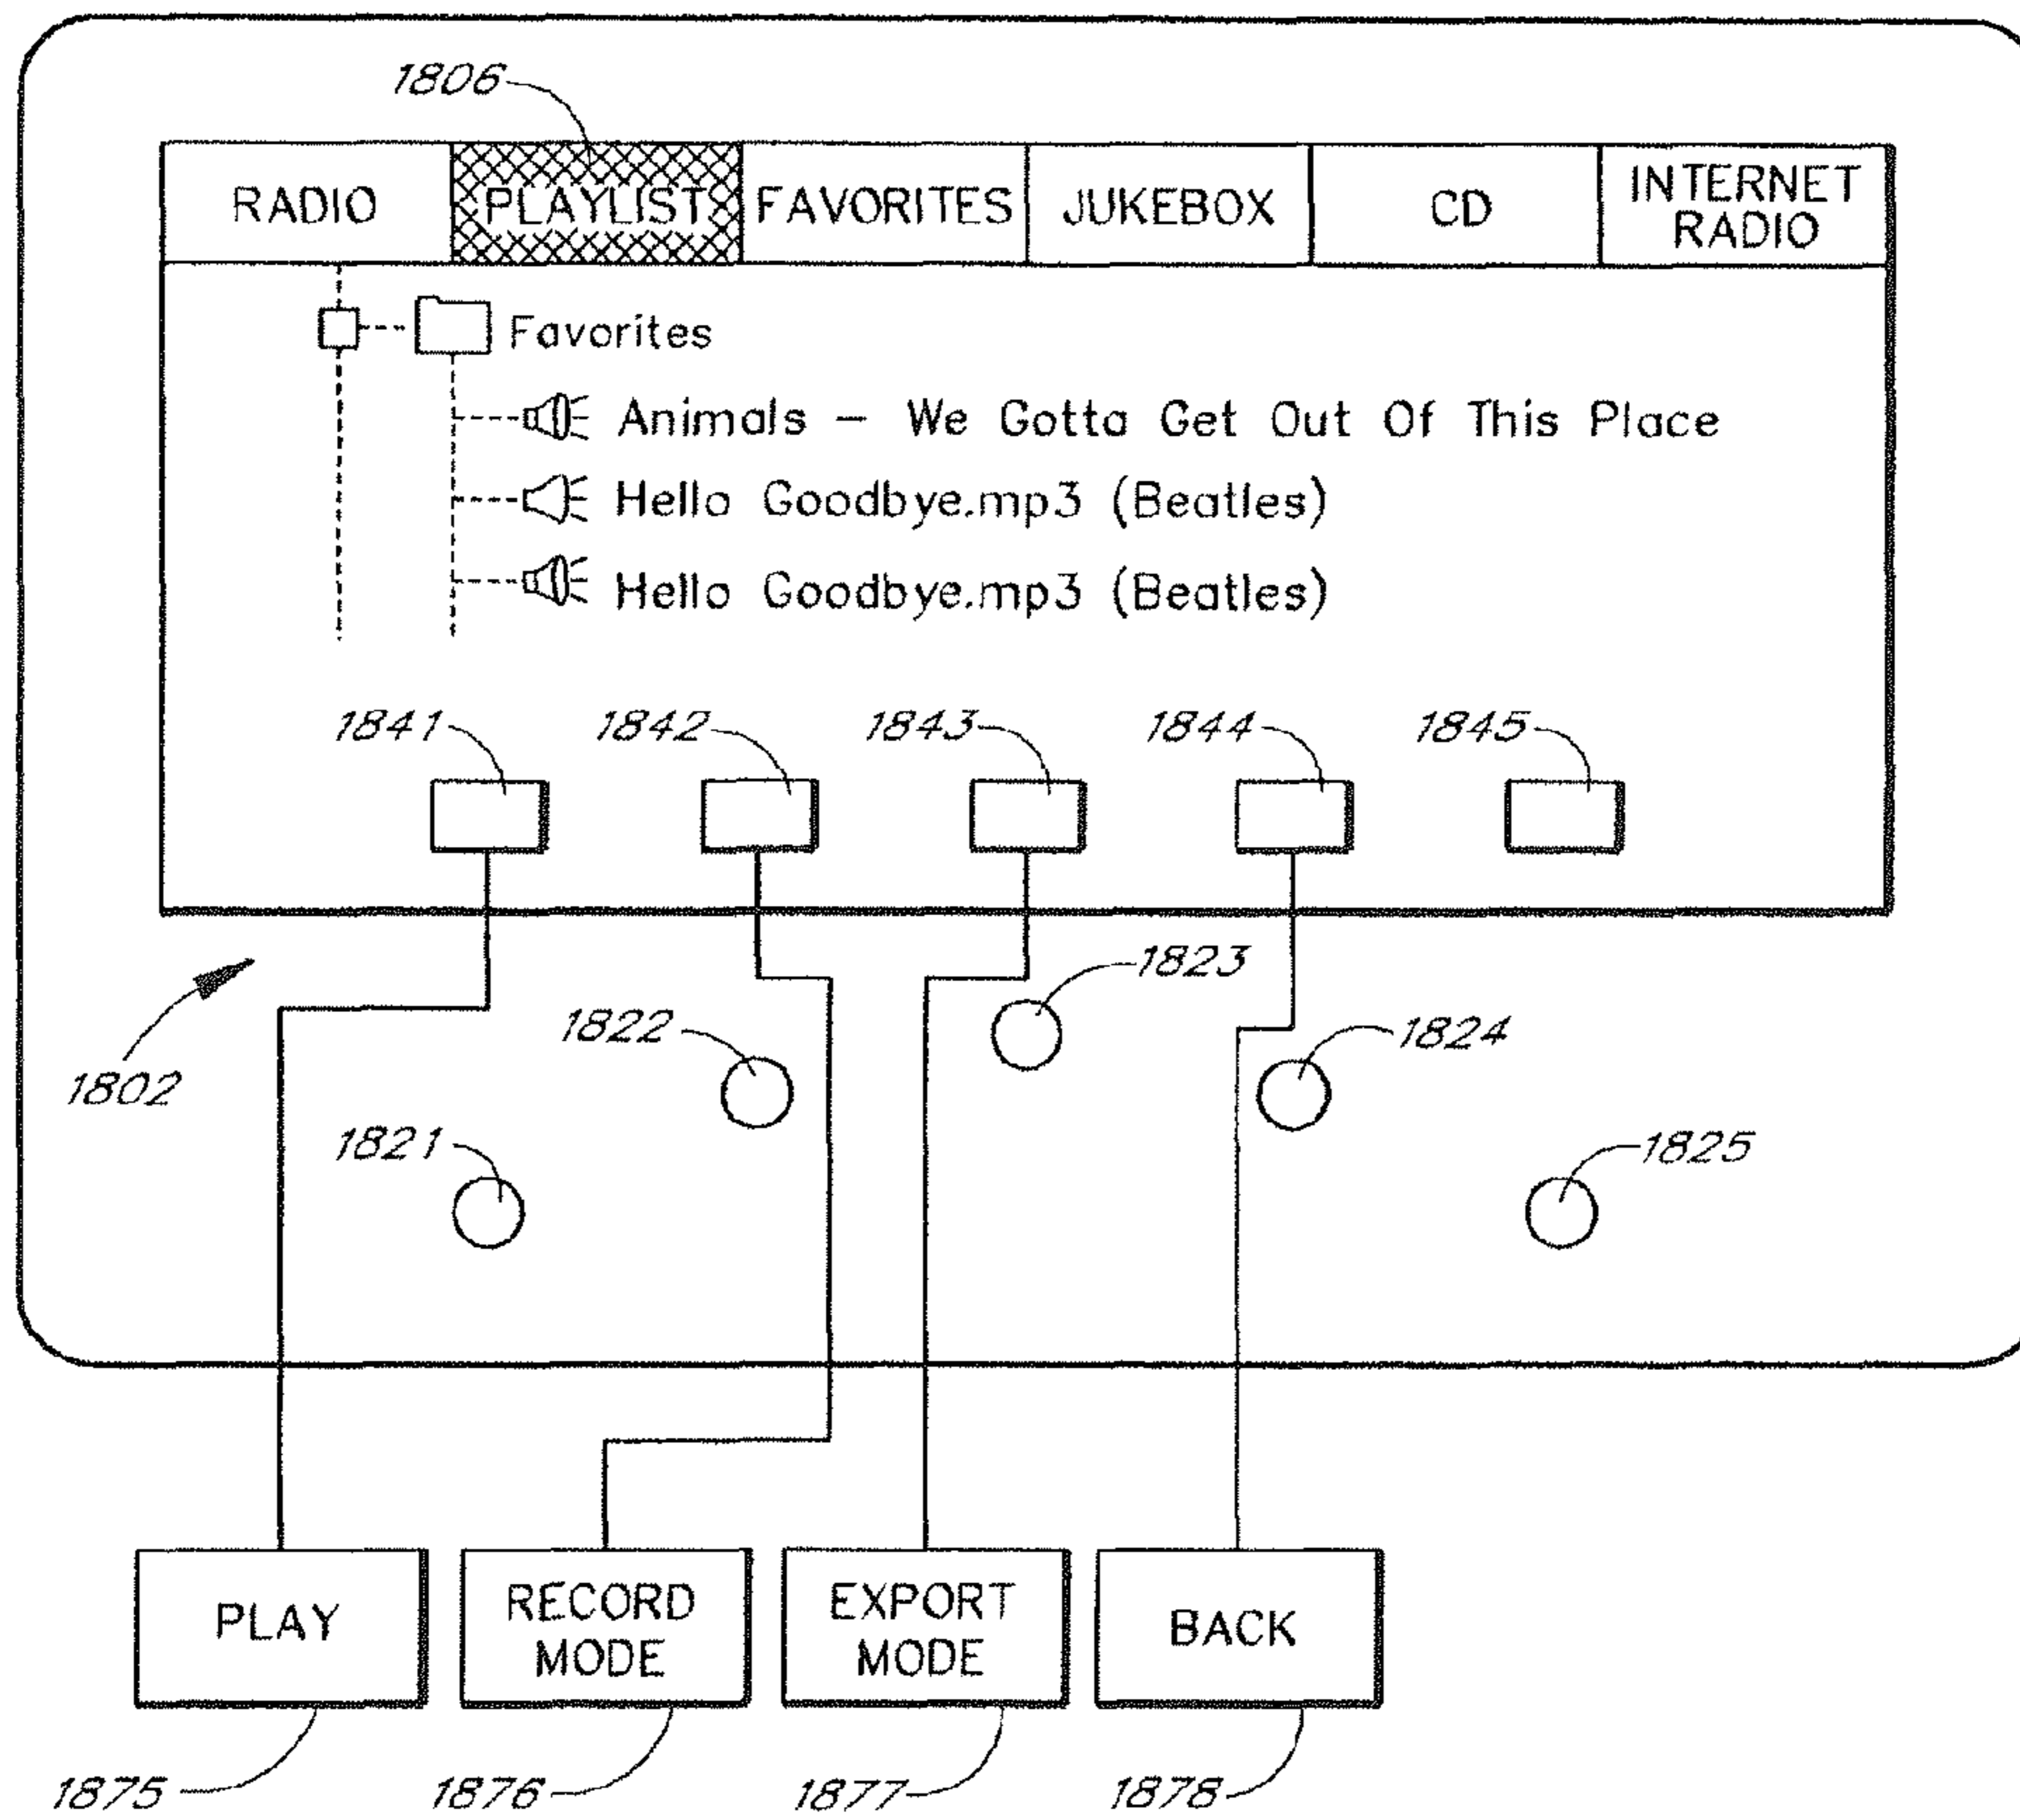 1806
RADIO
PLAYLIST
FAVORITES
JUKEBOX
CD
INTERNET
RADIO
Favorites
Animals – We Gotta Get Out Of This Place
Hello Goodbye.mp3 (Beatles)
Hello Goodbye.mp3 (Beatles)
1841
1842
1843
1844
1845
1802
1821
1822
1823
1824
1825
PLAY
RECORD
MODE
EXPORT
MODE
BACK
1875
1876
1877
1878